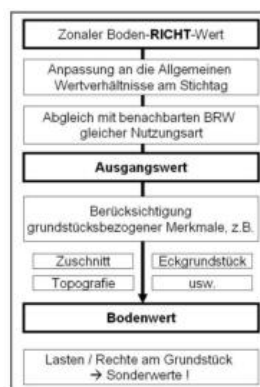 Zonaler Boden-RICHT-Wert
Anpassung an die Allgemeinen
Wertverhältnisse am Stichtag
Abgleich mit benachbarten BRW
gleicher Nutzungsart
Ausgangswert
Berücksichtigung
grundstücksbezogener Merkmale, z.B.
Zuschnitt
Eckgrundstück
Topografie
usw.
Bodenwert
Lasten / Rechte am Grundstück
→ Sonderwerte !